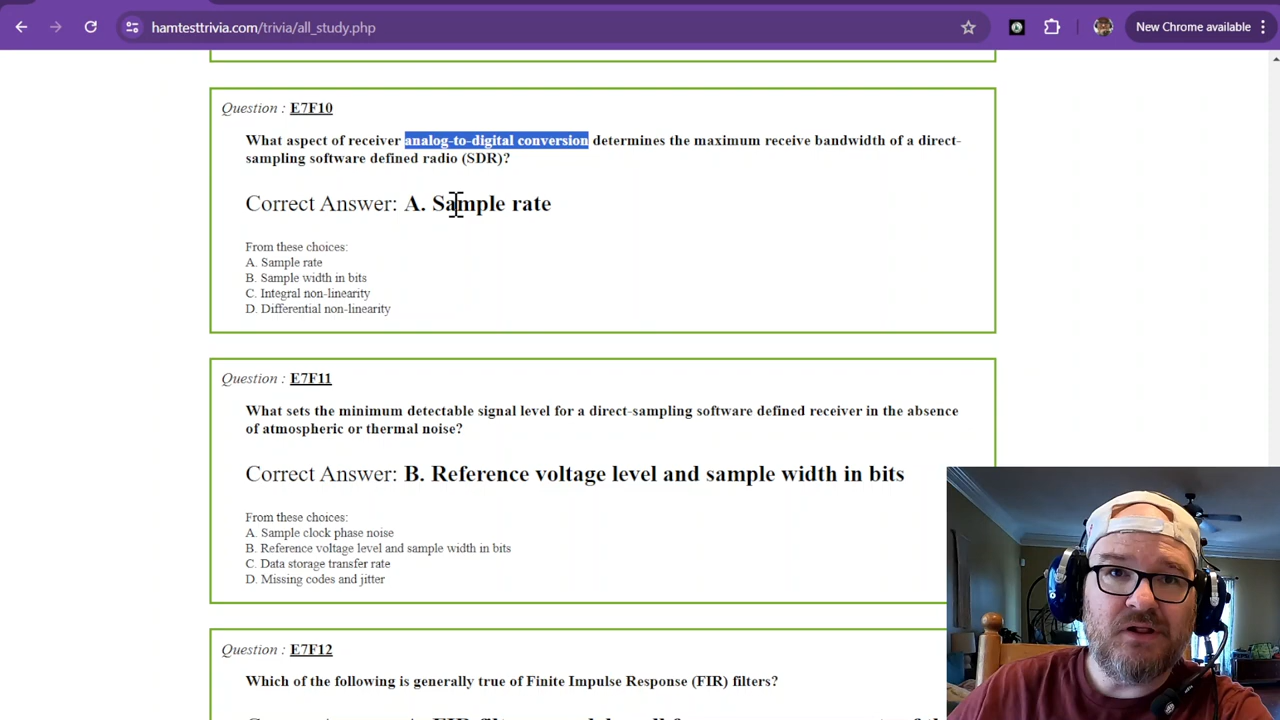 hamtesttrivia.com/trivia/all_study.php
New Chrome available
Question : E7F10
What aspect of receiver analog-to-digital conversion determines the maximum receive bandwidth of a direct-
sampling software defined radio (SDR)?
Correct Answer: A. Sample rate
From these choices:
A. Sample rate
B. Sample width in bits
C. Integral non-linearity
D. Differential non-linearity
Question : E7F11
What sets the minimum detectable signal level for a direct-sampling software defined receiver in the absence
of atmospheric or thermal noise?
Correct Answer: B. Reference voltage level and sample width in bits
From these choices:
A. Sample clock phase noise
B. Reference voltage level and sample width in bits
C. Data storage transfer rate
D. Missing codes and jitter
Question : E7F12
Which of the following is generally true of Finite Impulse Response (FIR) filters?